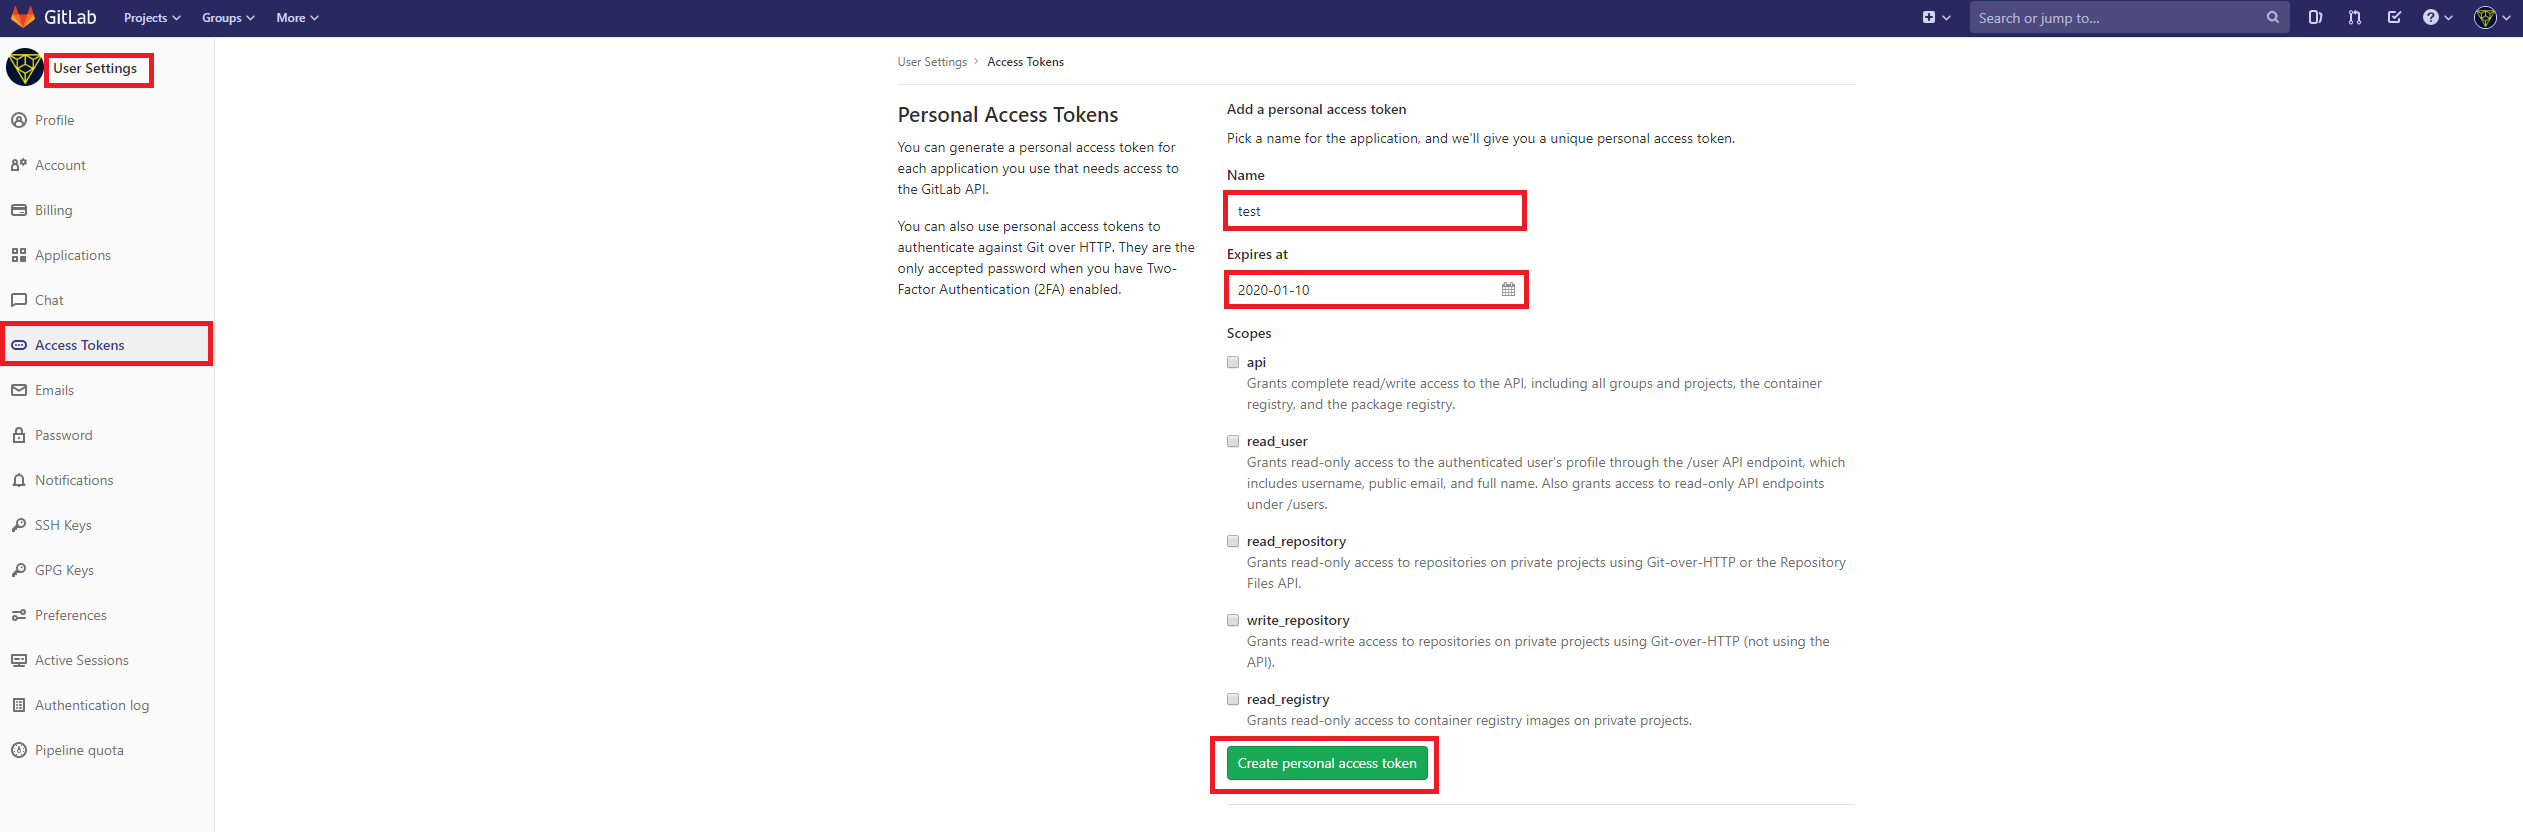 GitLab Projects Groups More Search or jump to...
User Settings
Profile
Account
Billing
Applications
Chat
Access Tokens
Emails
Password
Notifications
SSH Keys
GPG Keys
Preferences
Active Sessions
Authentication log
Pipeline quota
User Settings > Access Tokens
Personal Access Tokens
You can generate a personal access token for
each application you use that needs access to
the GitLab API.
You can also use personal access tokens to
authenticate against Git over HTTP. They are the
only accepted password when you have Two-
Factor Authentication (2FA) enabled.
Add a personal access token
Pick a name for the application, and we'll give you a unique personal access token.
Name
test
Expires at
2020-01-10
Scopes
api
Grants complete read/write access to the API, including all groups and projects, the container
registry, and the package registry.
read_user
Grants read-only access to the authenticated user's profile through the /user API endpoint, which
includes username, public email, and full name. Also grants access to read-only API endpoints
under /users.
read_repository
Grants read-only access to repositories on private projects using Git-over-HTTP or the Repository
Files API.
write_repository
Grants read-write access to repositories on private projects using Git-over-HTTP (not using the
API).
read_registry
Grants read-only access to container registry images on private projects.
Create personal access token